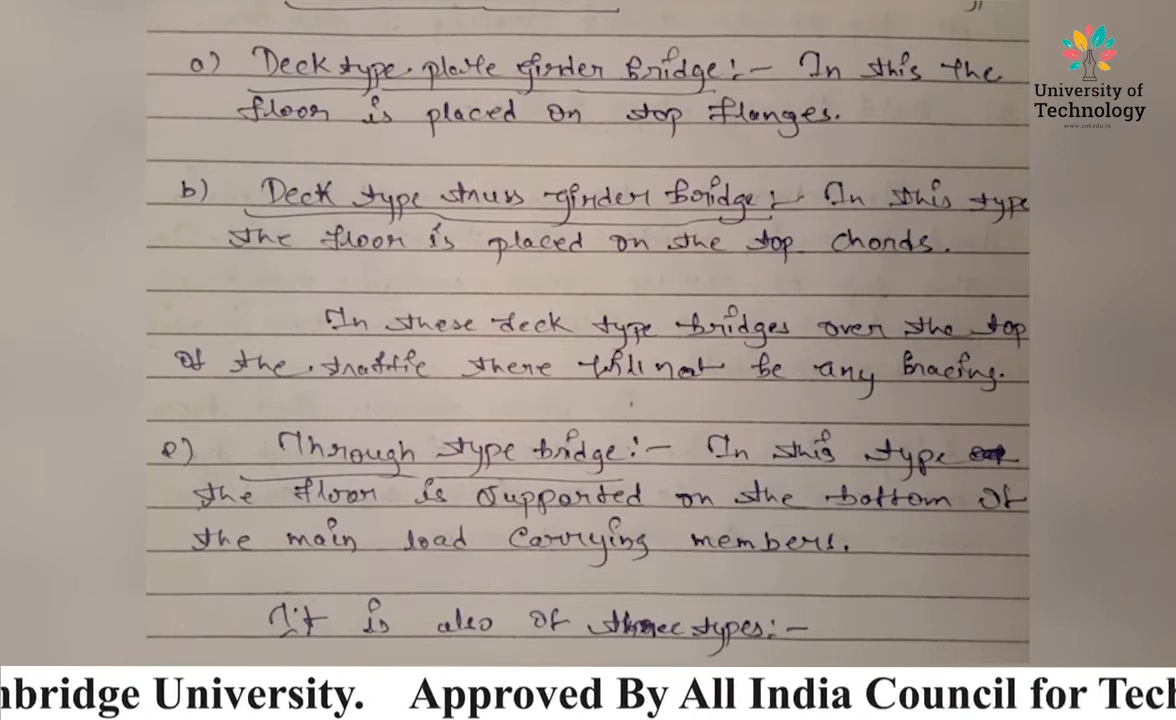 a) Deck type plate girder bridge:- In this the
floor is placed on top flanges.
b) Deck type truss girder bridge:- In this type
the floor is placed on the top chords.
In these deck type bridges over the top
of the traffic there will not be any bracing.
e) Through type bridge:- In this type
the floor is supported on the bottom of
the main load carrying members.
It is also of three types:-
University of
Technology
www.uot.edu.in
nbridge University. Approved By All India Council for Tech